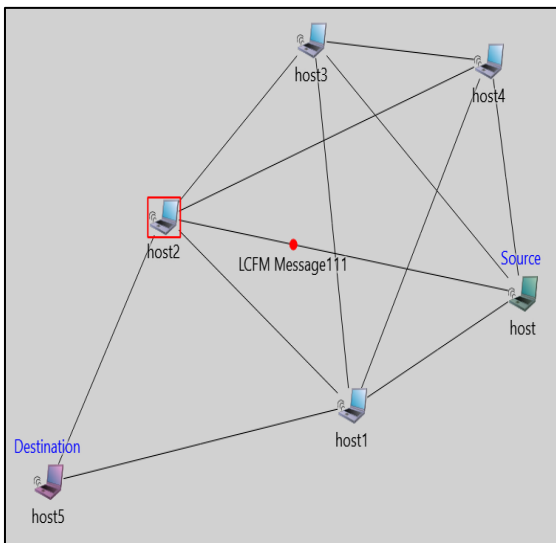 host3
host4
host2
LCFM Message111
Source
host
host1
Destination
host5